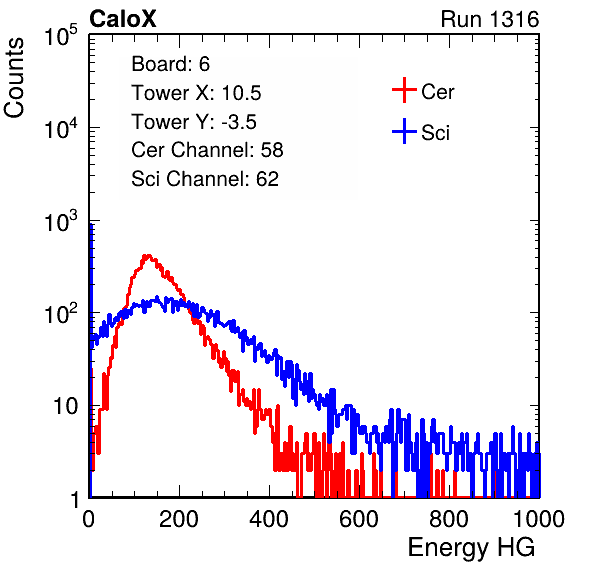 CaloX Run 1316
Counts
Board: 6
Tower X: 10.5
Tower Y: -3.5
Cer Channel: 58
Sci Channel: 62
Cer
Sci
10^5
10^4
10^3
10^2
10
1
0 200 400 600 800 1000
Energy HG